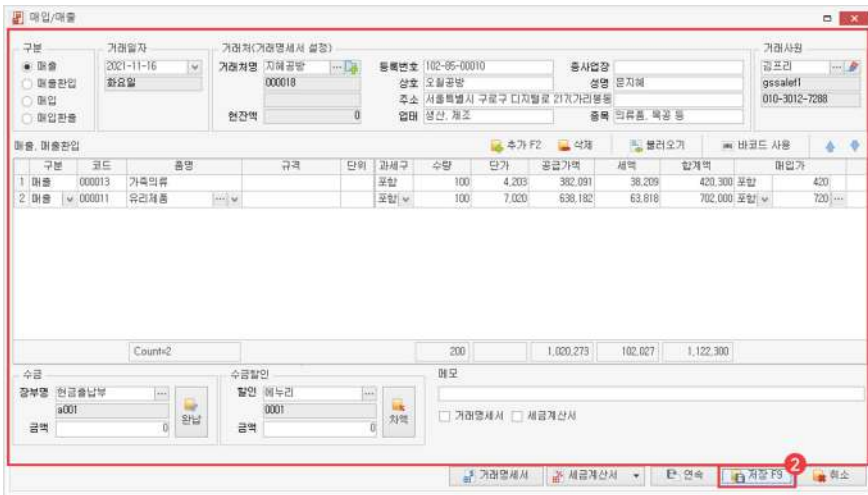 매입/매출
구분 거래일자 거래처(거래명세서 설정) 거래사원
매출 2021-11-16 거래처명 지혜공방 등록번호 102-85-00010 종사업장 김프리
매출환입 화요일 000018 상호 오월공방 성명 문지혜 gssalef1
매입 주소 서울특별시 구로구 디지털로 217(가리봉동 010-3012-7288
매입환출 현잔액 0 업태 생산, 제조 종목 의류품, 목공 등
매출, 매출환입 추가 F2 삭제 불러오기 바코드 사용
구분 코드 품명 규격 단위 과세구 수량 단가 공급가액 세액 합계액 매입가
1 매출 000013 가죽의류 포함 100 4,203 382,091 38,209 420,300 포함 420
2 매출 000011 유리제품 포함 100 7,020 638,182 63,818 702,000 포함 720
Count=2 200 1,020,273 102,027 1,122,300
수금 수금할인 메모
장부명 현금출납부 할인 에누리
a001 완납 0001 차액 거래명세서 세금계산서
금액 0 금액 0
2
거래명세서 세금계산서 연속 저장 F9 취소